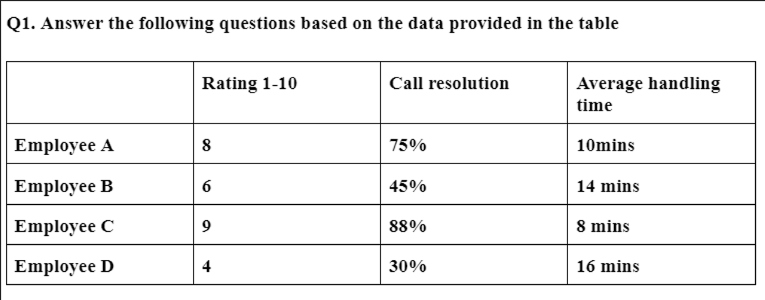 Q1. Answer the following questions based on the data provided in the table
Rating 1-10 Call resolution Average handling
time
Employee A 8 75% 10mins
Employee B 6 45% 14 mins
Employee C 9 88% 8 mins
Employee D 4 30% 16 mins